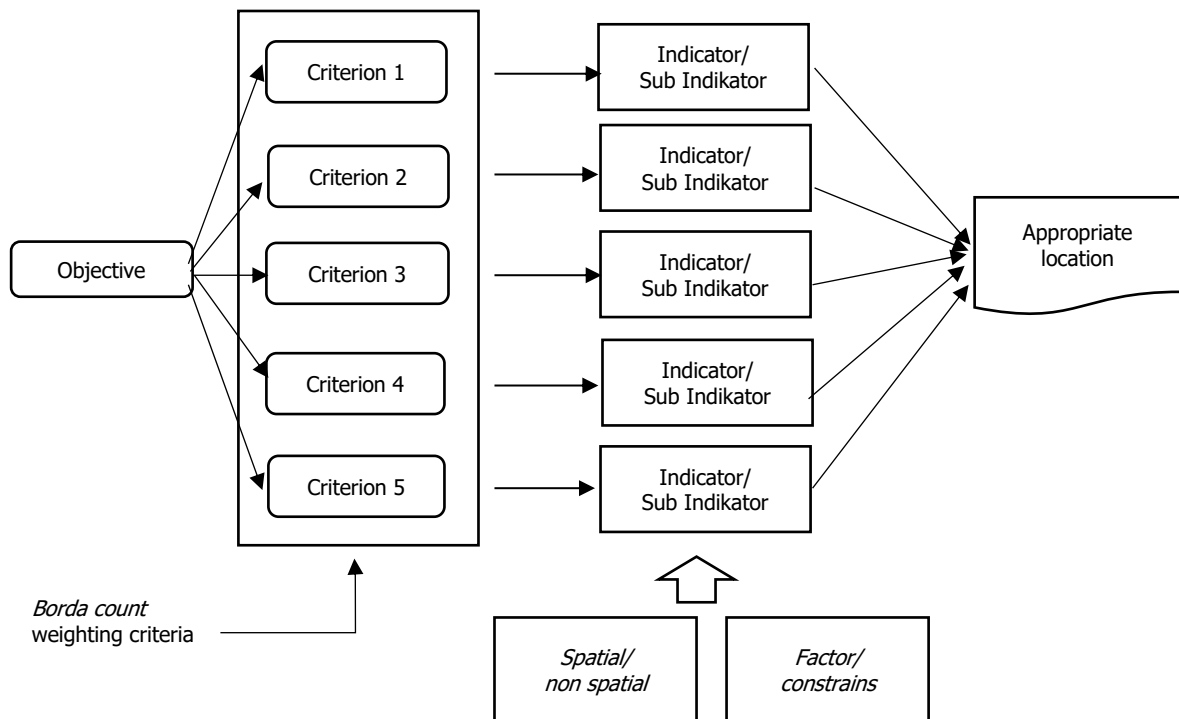 Objective
Criterion 1
Criterion 2
Criterion 3
Criterion 4
Criterion 5
Indicator/
Sub Indikator
Indicator/
Sub Indikator
Indicator/
Sub Indikator
Indicator/
Sub Indikator
Indicator/
Sub Indikator
Appropriate
location
Borda count
weighting criteria
Spatial/
non spatial
Factor/
constrains